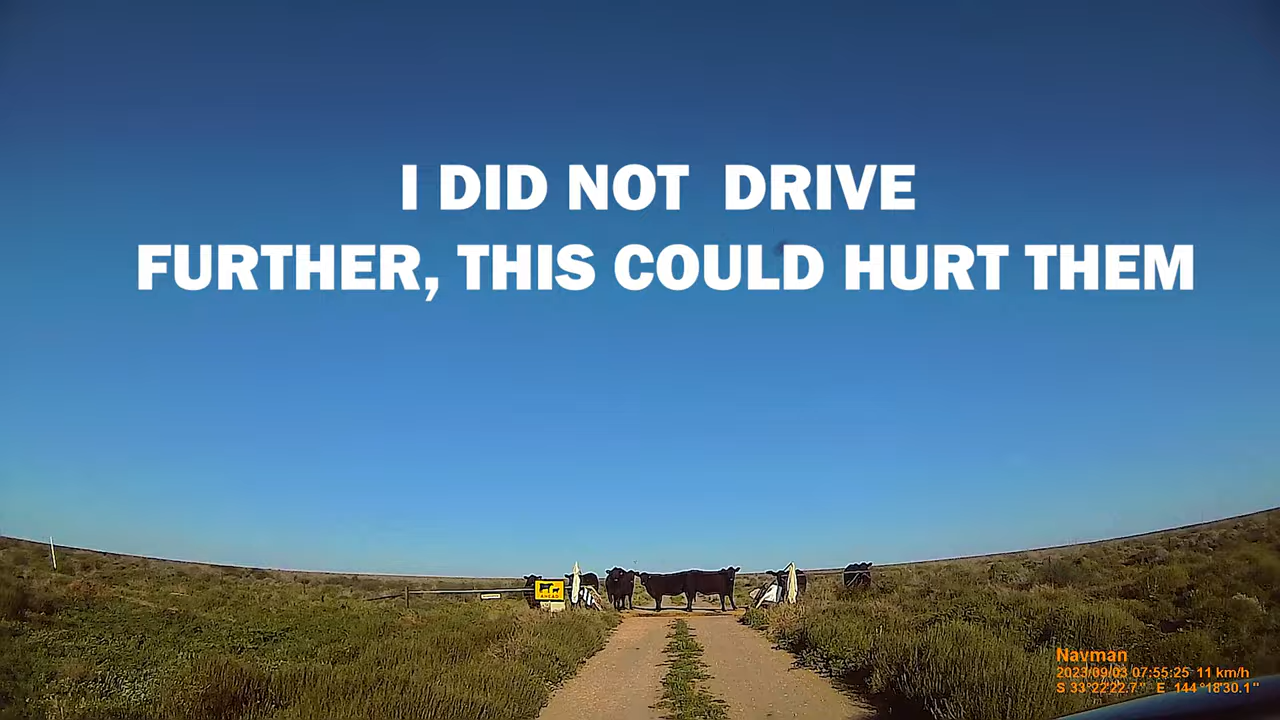 I DID NOT  DRIVE
FURTHER, THIS COULD HURT THEM
AHEAD
Navman
2023/09/03 07:55:25 11 km/h
S 33°22'22.7" E 144°18'30.1"